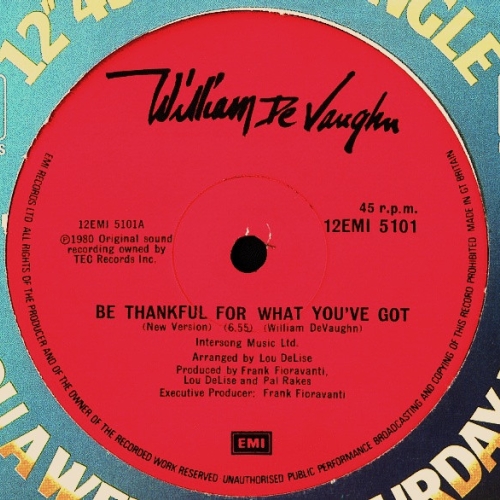 12" 45
NGLE
S
William De Vaughn
45 r.p.m.
12EMI 5101A
12EMI 5101
℗1980 Original sound
recording owned by
TEC Records Inc.
BE THANKFUL FOR WHAT YOU'VE GOT
(New Version) (6.55) (William DeVaughn)
Intersong Music Ltd.
Arranged by Lou DeLise
Produced by Frank Fioravanti,
Lou DeLise and Pal Rakes
Executive Producer: Frank Fioravanti
EMI
EMI RECORDS LTD ALL RIGHTS OF THE PRODUCER AND OF THE OWNER OF THE RECORDED WORK RESERVED UNAUTHORISED PUBLIC PERFORMANCE BROADCASTING AND COPYING OF THIS RECORD PROHIBITED MADE IN GT BRITAIN
OU A WE
URDAY